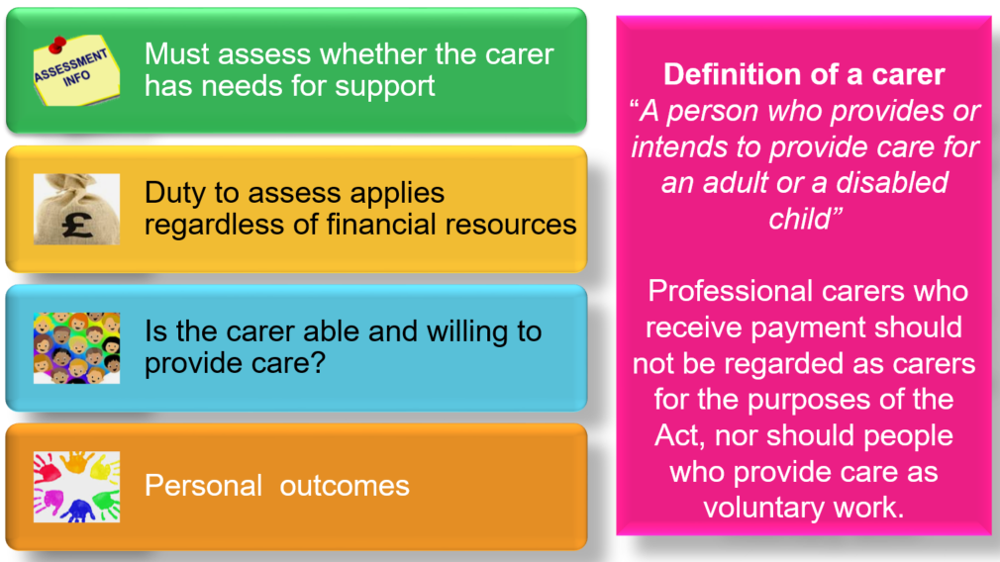 ASSESSMENT
INFO
Must assess whether the carer
has needs for support
£
Duty to assess applies
regardless of financial resources
Is the carer able and willing to
provide care?
Personal  outcomes
Definition of a carer
“A person who provides or
intends to provide care for
an adult or a disabled
child”
Professional carers who
receive payment should
not be regarded as carers
for the purposes of the
Act, nor should people
who provide care as
voluntary work.